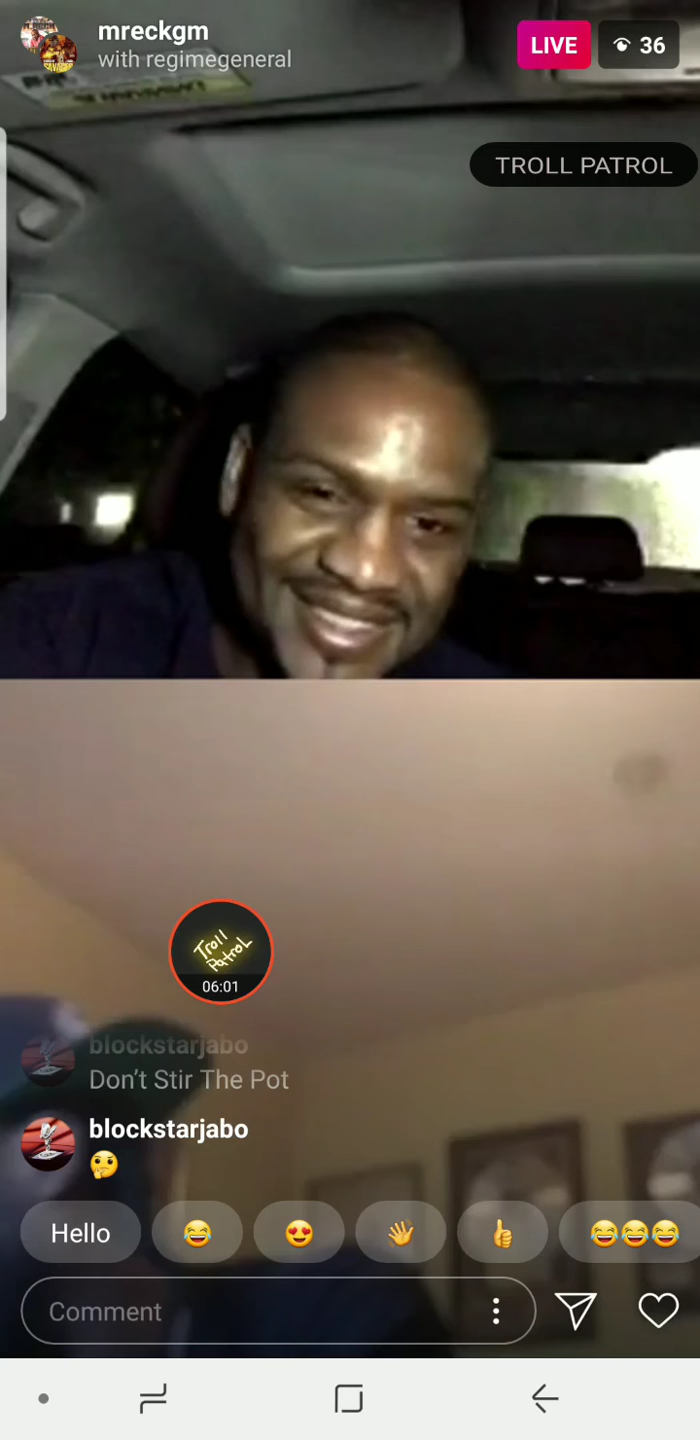 mreckgm
with regimegeneral
LIVE
36
TROLL PATROL
Troll
Patrol
06:01
blockstarjabo
Don't Stir The Pot
blockstarjabo
Hello
Comment